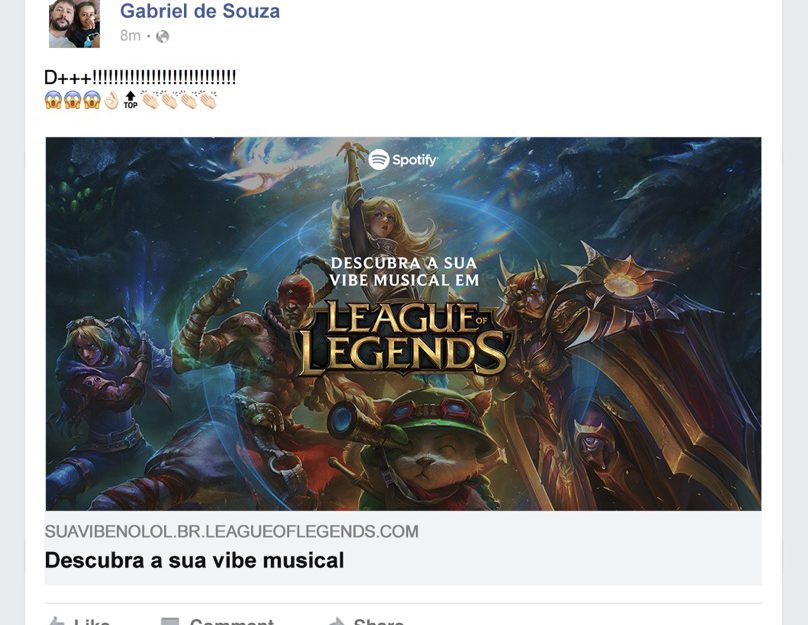 Gabriel de Souza
8m
D+++!!!!!!!!!!!!!!!!!!!!!!!!!!!
TOP
Spotify
DESCUBRA A SUA
VIBE MUSICAL EM
LEAGUE OF
LEGENDS
SUAVIBENOLOL.BR.LEAGUEOFLEGENDS.COM
Descubra a sua vibe musical
Like Comment Share